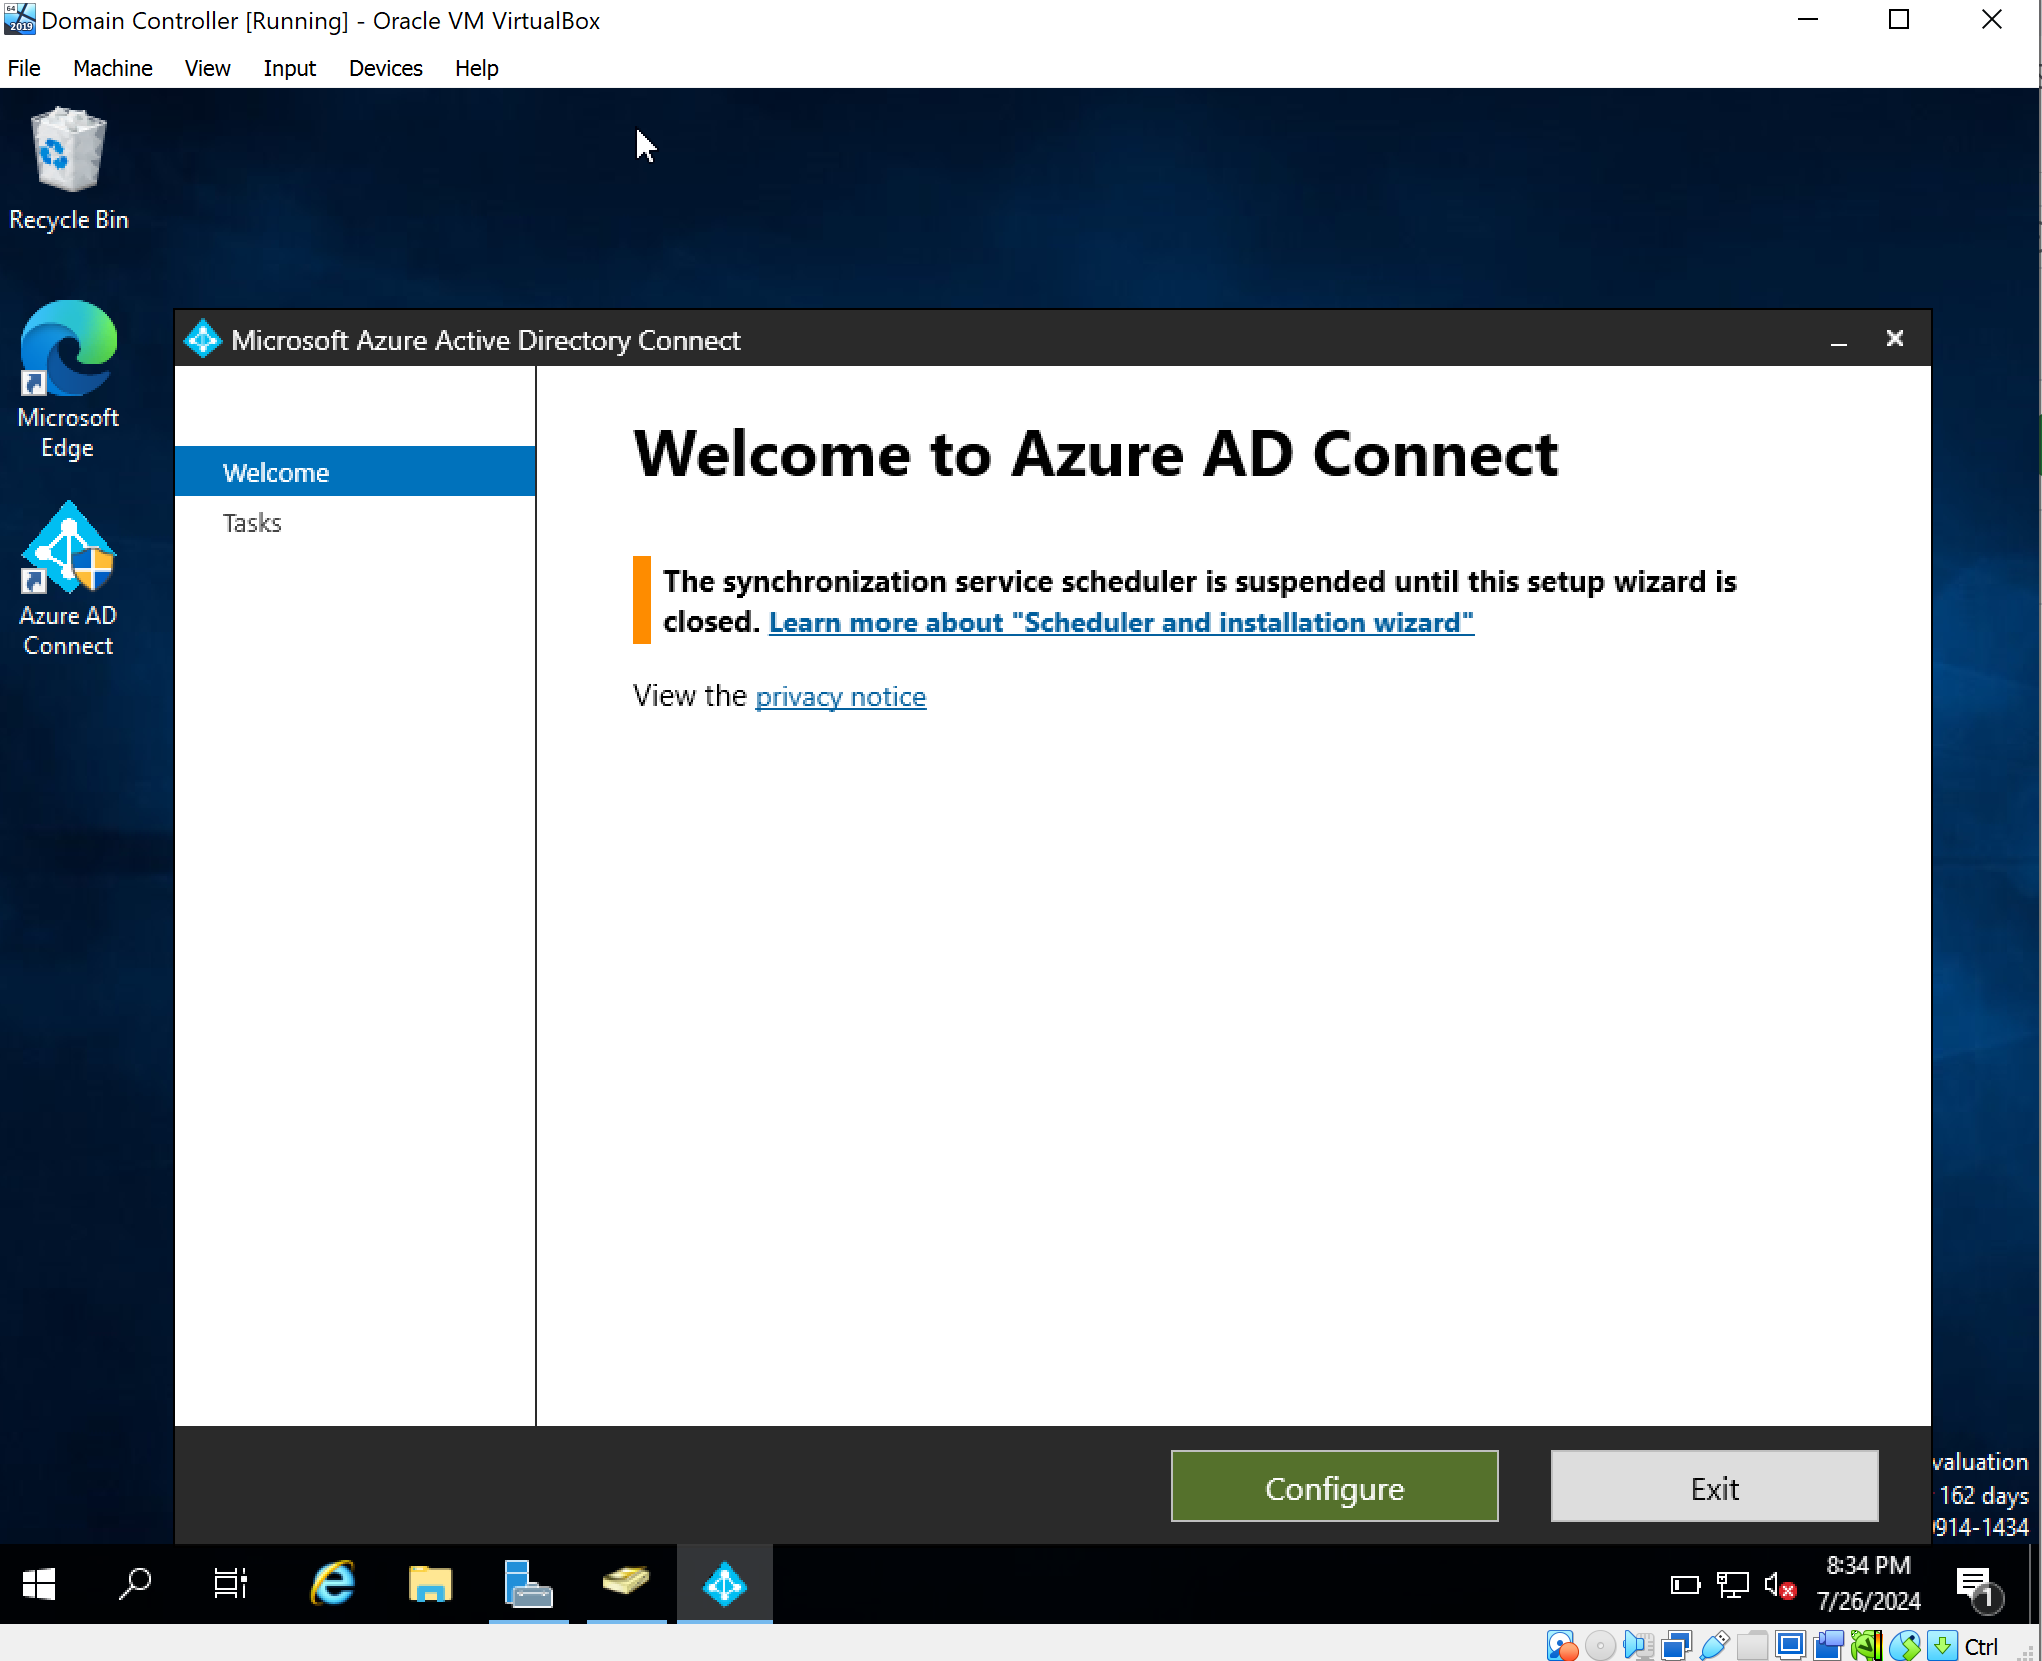 Domain Controller [Running] - Oracle VM VirtualBox
File Machine View Input Devices Help
Recycle Bin
Microsoft
Edge
Azure AD
Connect
Microsoft Azure Active Directory Connect
Welcome
Tasks
Welcome to Azure AD Connect
The synchronization service scheduler is suspended until this setup wizard is
closed. Learn more about "Scheduler and installation wizard"
View the privacy notice
Configure
Exit
valuation
162 days
914-1434
8:34 PM
7/26/2024
1
Ctrl